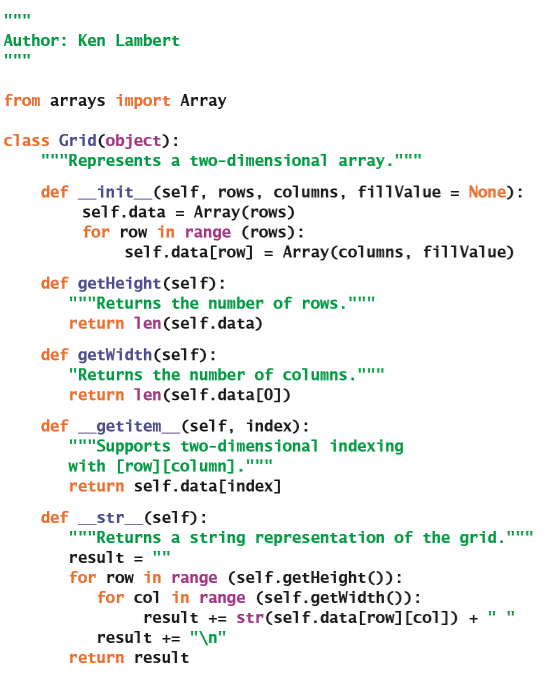 """
Author: Ken Lambert
"""
from arrays import Array
class Grid(object):
    """Represents a two-dimensional array."""
    def __init__(self, rows, columns, fillValue = None):
        self.data = Array(rows)
        for row in range (rows):
            self.data[row] = Array(columns, fillValue)
    def getHeight(self):
        """Returns the number of rows."""
        return len(self.data)
    def getWidth(self):
        "Returns the number of columns."""
        return len(self.data[0])
    def __getitem__(self, index):
        """Supports two-dimensional indexing
        with [row][column]."""
        return self.data[index]
    def __str__(self):
        """Returns a string representation of the grid."""
        result = ""
        for row in range (self.getHeight()):
            for col in range (self.getWidth()):
                result += str(self.data[row][col]) + " "
            result += "\n"
        return result